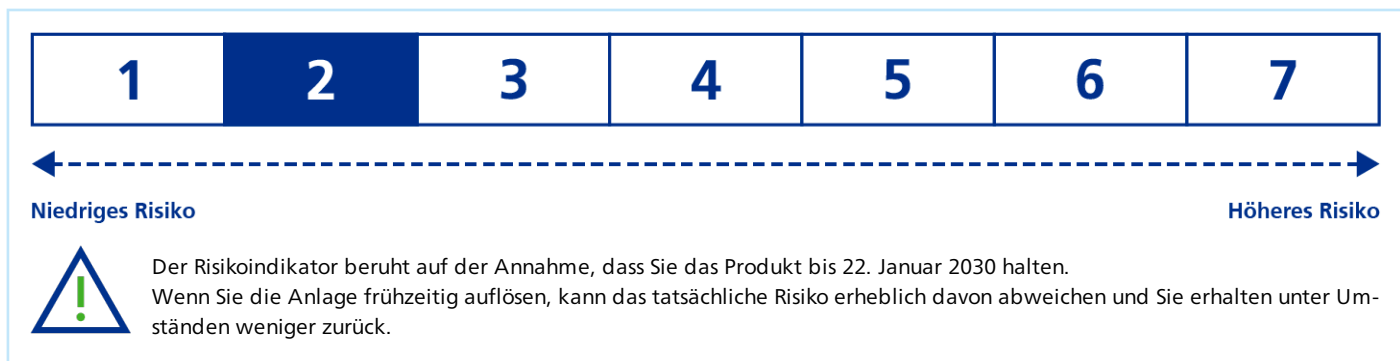 1 2 3 4 5 6 7
Niedriges Risiko Höheres Risiko
Der Risikoindikator beruht auf der Annahme, dass Sie das Produkt bis 22. Januar 2030 halten.
Wenn Sie die Anlage frühzeitig auflösen, kann das tatsächliche Risiko erheblich davon abweichen und Sie erhalten unter Um-
ständen weniger zurück.